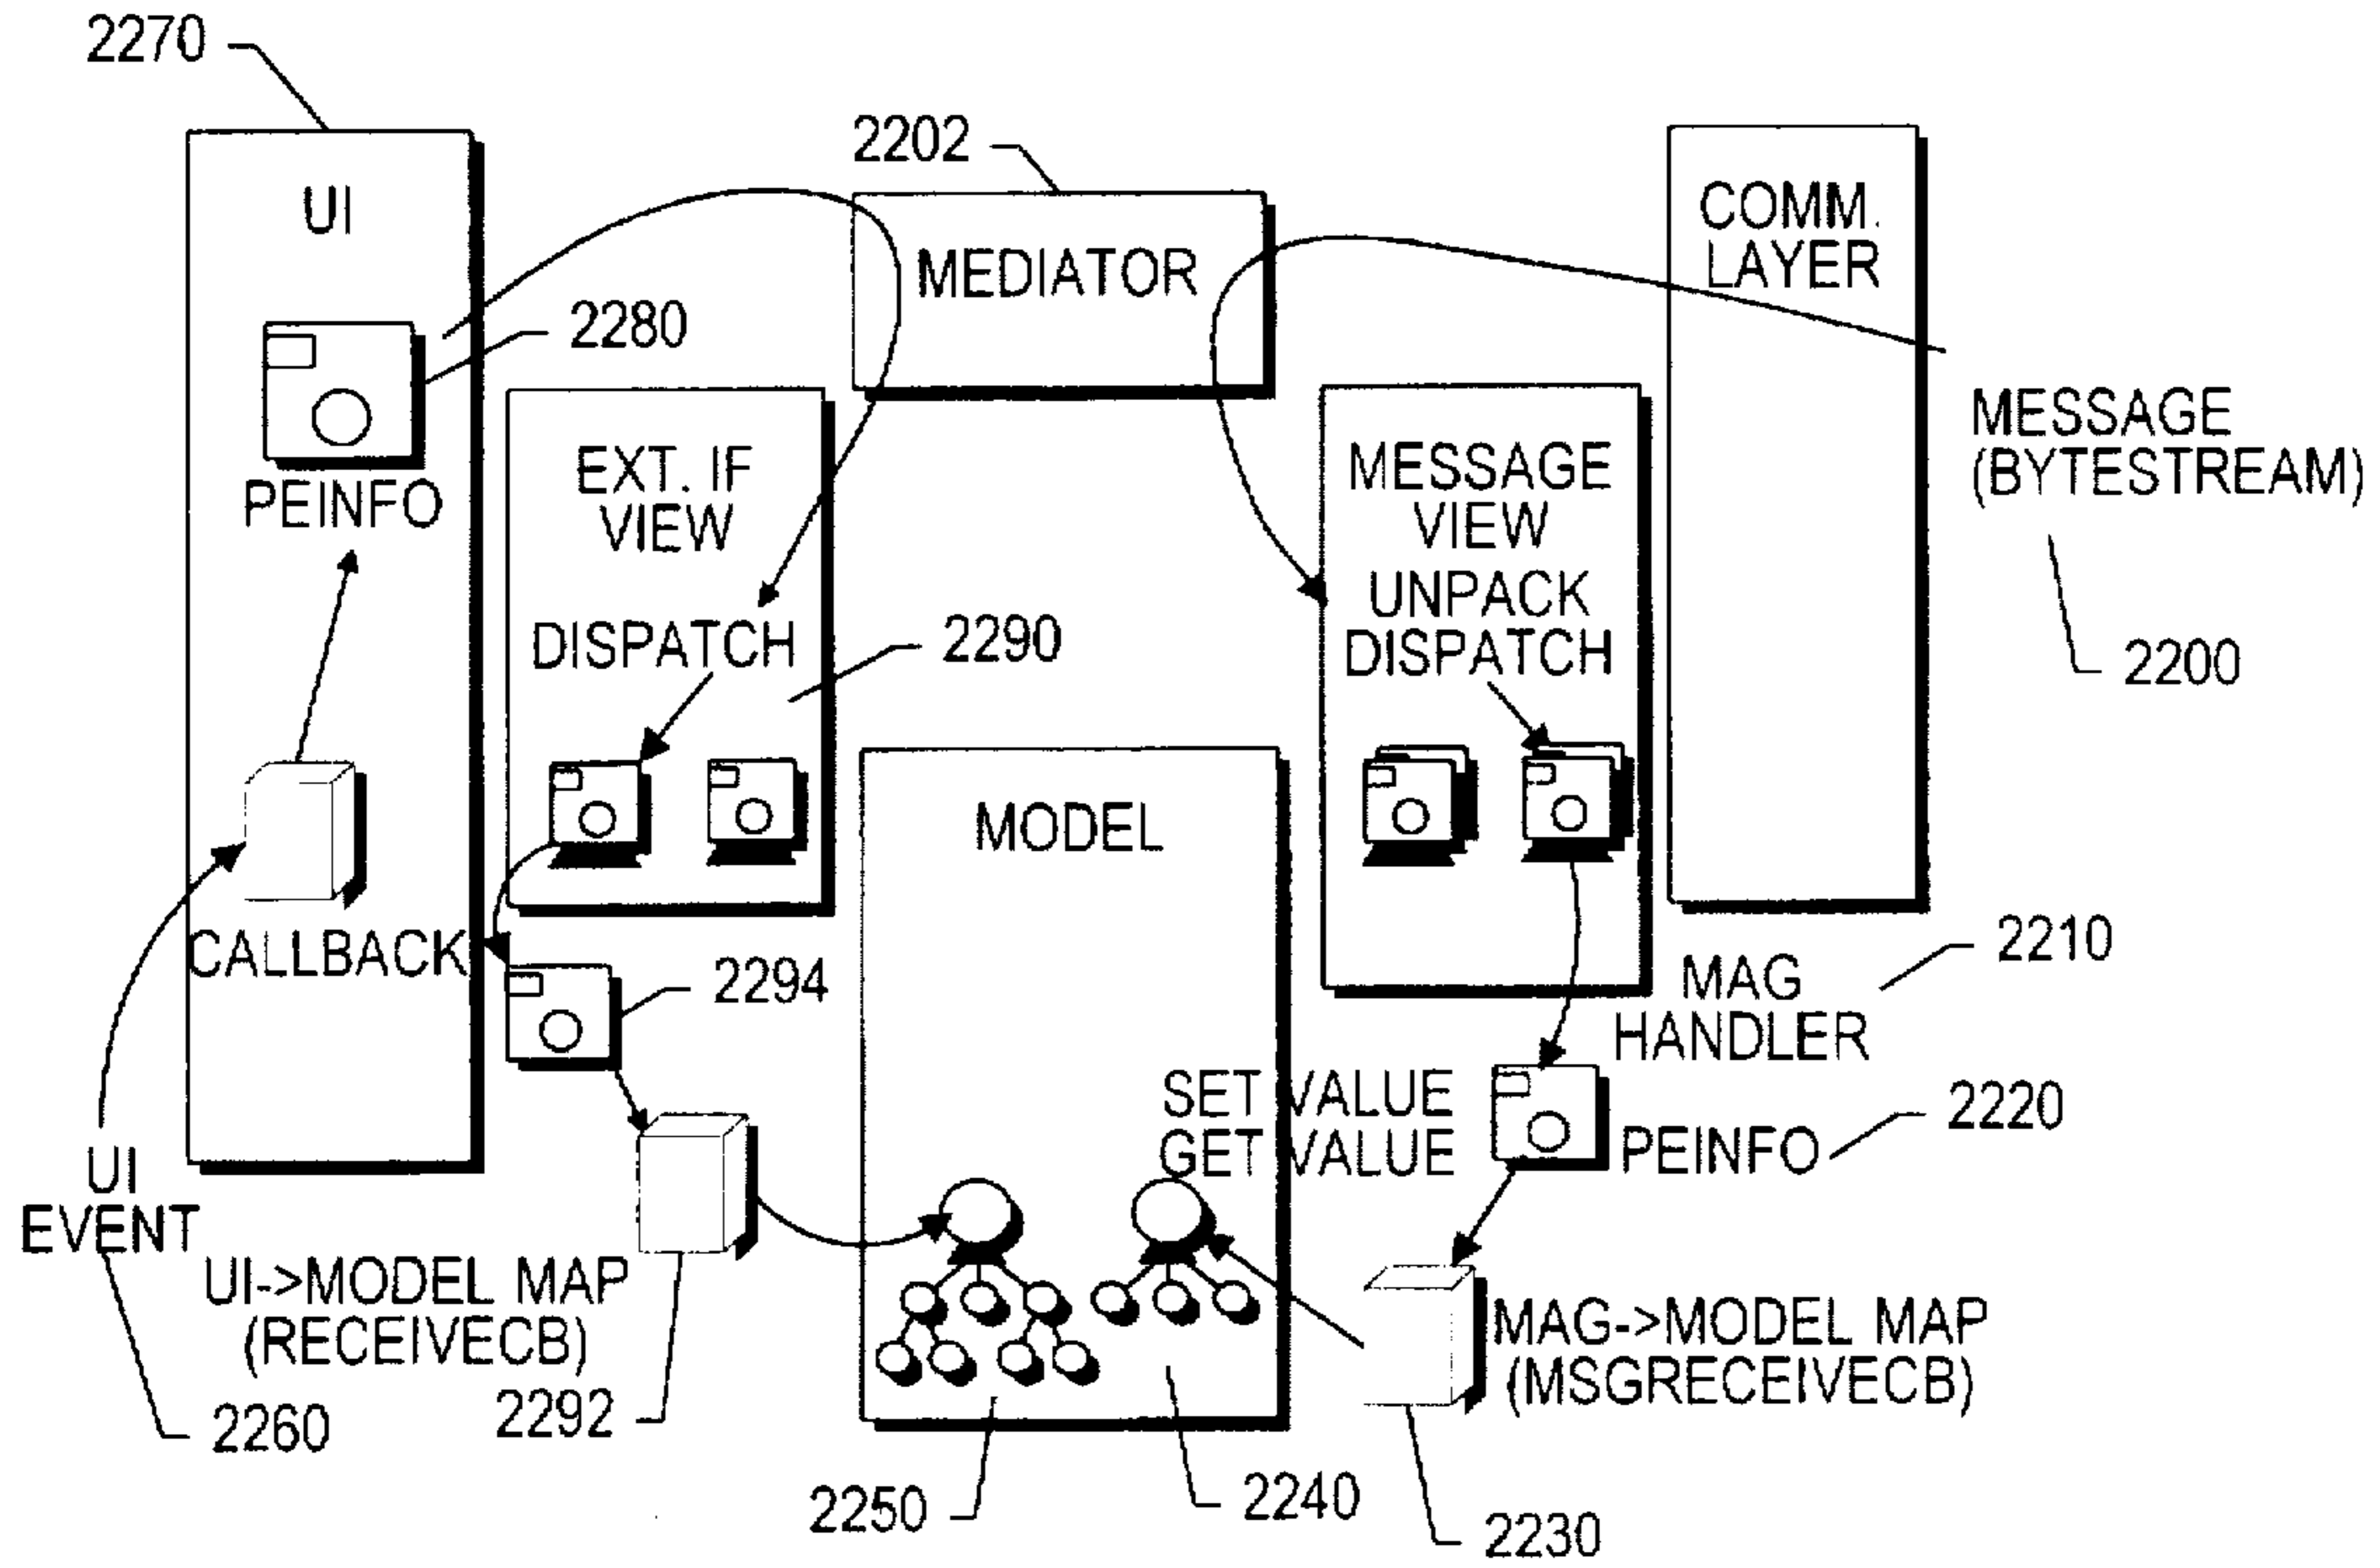 2270
2202
UI
MEDIATOR
COMM.
LAYER
2280
PEINFO
EXT. IF
VIEW
DISPATCH
2290
MESSAGE
VIEW
UNPACK
DISPATCH
MESSAGE
(BYTESTREAM)
2200
MODEL
CALLBACK
2294
MAG
HANDLER
2210
SET VALUE
GET VALUE
PEINFO
2220
UI
EVENT
UI->MODEL MAP
(RECEIVECB)
MAG->MODEL MAP
(MSGRECEIVECB)
2260
2292
2250
2240
2230